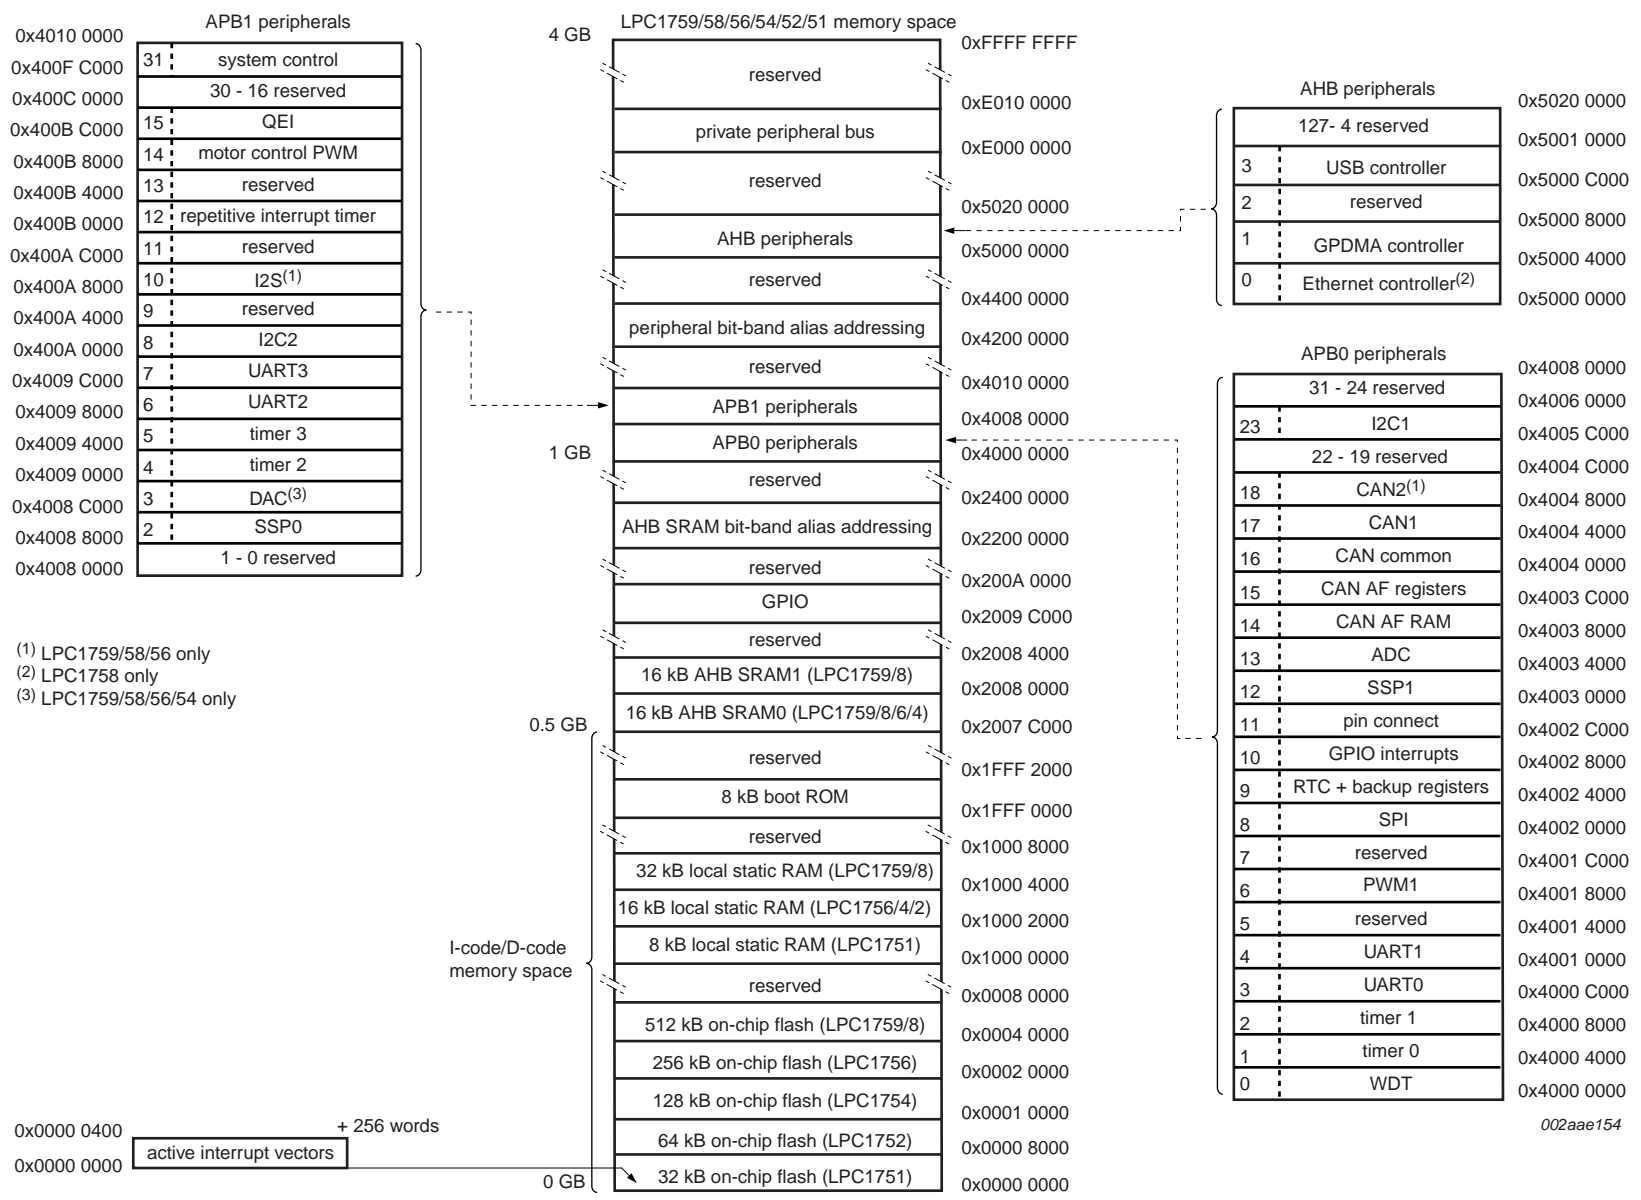 APB1 peripherals
0x4010 0000
31 system control
0x400F C000
30 - 16 reserved
0x400C 0000
15 QEI
0x400B C000
14 motor control PWM
0x400B 8000
13 reserved
0x400B 4000
12 repetitive interrupt timer
0x400B 0000
11 reserved
0x400A C000
10 I2S(1)
0x400A 8000
9 reserved
0x400A 4000
8 I2C2
0x400A 0000
7 UART3
0x4009 C000
6 UART2
0x4009 8000
5 timer 3
0x4009 4000
4 timer 2
0x4009 0000
3 DAC(3)
0x4008 C000
2 SSP0
0x4008 8000
1 - 0 reserved
0x4008 0000
(1) LPC1759/58/56 only
(2) LPC1758 only
(3) LPC1759/58/56/54 only
0x0000 0400
+ 256 words
active interrupt vectors
0x0000 0000
LPC1759/58/56/54/52/51 memory space
4 GB
0xFFFF FFFF
reserved
0xE010 0000
private peripheral bus
0xE000 0000
reserved
0x5020 0000
AHB peripherals
0x5000 0000
reserved
0x4400 0000
peripheral bit-band alias addressing
0x4200 0000
reserved
0x4010 0000
APB1 peripherals
0x4008 0000
APB0 peripherals
1 GB
0x4000 0000
reserved
0x2400 0000
AHB SRAM bit-band alias addressing
0x2200 0000
reserved
0x200A 0000
GPIO
0x2009 C000
reserved
0x2008 4000
16 kB AHB SRAM1 (LPC1759/8)
0x2008 0000
16 kB AHB SRAM0 (LPC1759/8/6/4)
0.5 GB
0x2007 C000
reserved
0x1FFF 2000
8 kB boot ROM
0x1FFF 0000
reserved
0x1000 8000
32 kB local static RAM (LPC1759/8)
0x1000 4000
16 kB local static RAM (LPC1756/4/2)
0x1000 2000
8 kB local static RAM (LPC1751)
0x1000 0000
I-code/D-code
memory space
reserved
0x0008 0000
512 kB on-chip flash (LPC1759/8)
0x0004 0000
256 kB on-chip flash (LPC1756)
0x0002 0000
128 kB on-chip flash (LPC1754)
0x0001 0000
64 kB on-chip flash (LPC1752)
0x0000 8000
32 kB on-chip flash (LPC1751)
0 GB
0x0000 0000
AHB peripherals
0x5020 0000
127- 4 reserved
0x5001 0000
3 USB controller
0x5000 C000
2 reserved
0x5000 8000
1 GPDMA controller
0x5000 4000
0 Ethernet controller(2)
0x5000 0000
APB0 peripherals
0x4008 0000
31 - 24 reserved
0x4006 0000
23 I2C1
0x4005 C000
22 - 19 reserved
0x4004 C000
18 CAN2(1)
0x4004 8000
17 CAN1
0x4004 4000
16 CAN common
0x4004 0000
15 CAN AF registers
0x4003 C000
14 CAN AF RAM
0x4003 8000
13 ADC
0x4003 4000
12 SSP1
0x4003 0000
11 pin connect
0x4002 C000
10 GPIO interrupts
0x4002 8000
9 RTC + backup registers
0x4002 4000
8 SPI
0x4002 0000
7 reserved
0x4001 C000
6 PWM1
0x4001 8000
5 reserved
0x4001 4000
4 UART1
0x4001 0000
3 UART0
0x4000 C000
2 timer 1
0x4000 8000
1 timer 0
0x4000 4000
0 WDT
0x4000 0000
002aae154